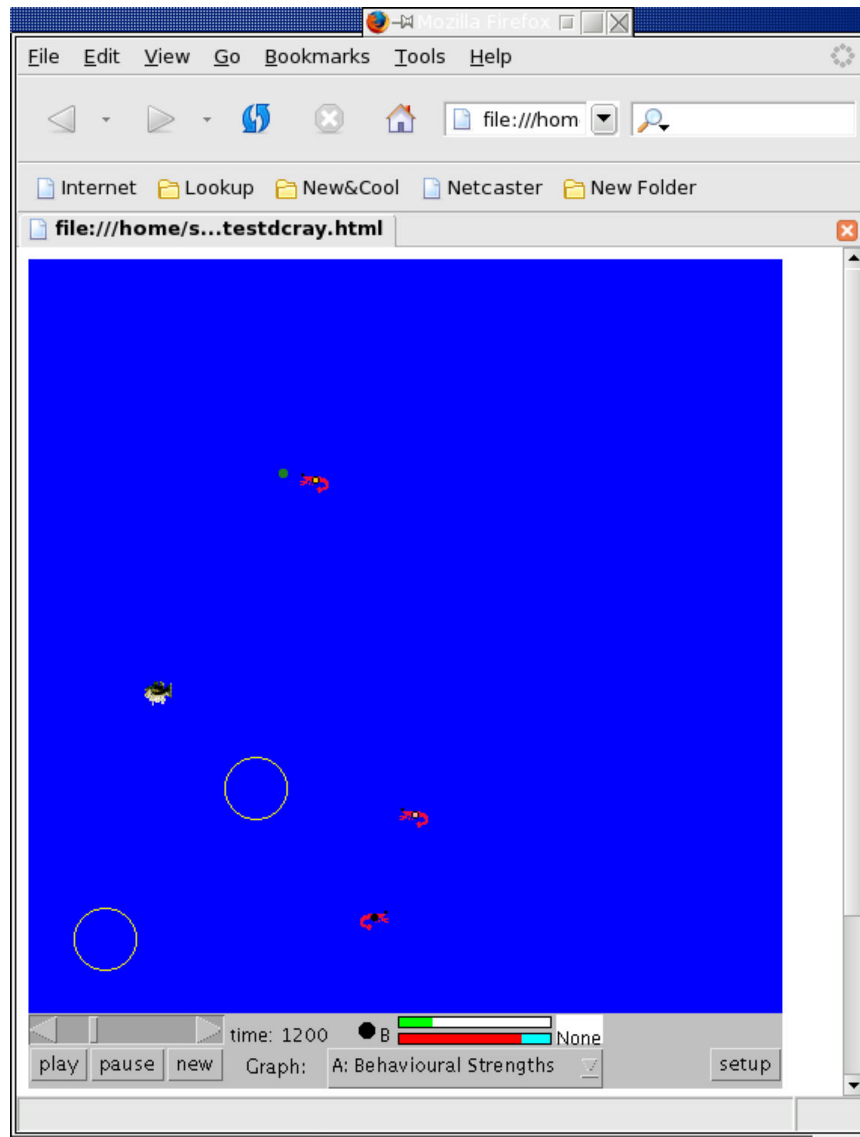 Mozilla Firefox
File Edit View Go Bookmarks Tools Help
file:///hom
Internet Lookup New&Cool Netcaster New Folder
file:///home/s...testdcray.html
time: 1200 B None
play pause new Graph: A: Behavioural Strengths setup